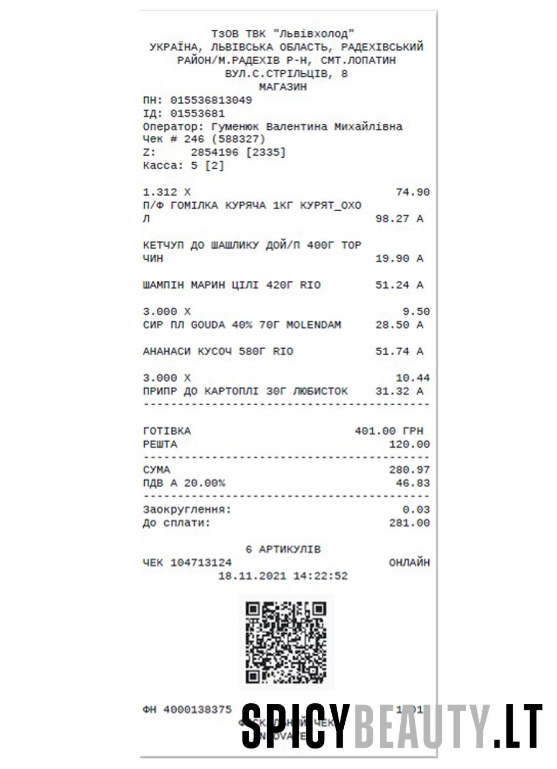 ТзОВ ТВК "Львівхолод"
УКРАЇНА, ЛЬВІВСЬКА ОБЛАСТЬ, РАДЕХІВСЬКИЙ
РАЙОН/М.РАДЕХІВ Р-Н, СМТ.ЛОПАТИН
ВУЛ.С.СТРІЛЬЦІВ, 8
МАГАЗИН
ПН: 015536813049
ІД: 01553681
Оператор: Гуменюк Валентина Михайлівна
Чек # 246 (588327)
Z: 2854196 [2335]
Касса: 5 [2]
1.312 X 74.90
П/Ф ГОМІЛКА КУРЯЧА 1КГ КУРЯТ_ОХО
Л 98.27 А
КЕТЧУП ДО ШАШЛИКУ ДОЙ/П 400Г ТОР
ЧИН 19.90 А
ШАМПІН МАРИН ЦІЛІ 420Г RIO 51.24 А
3.000 X 9.50
СИР ПЛ GOUDA 40% 70Г MOLENDAM 28.50 А
АНАНАСИ КУСОЧ 580Г RIO 51.74 А
3.000 X 10.44
ПРИПР ДО КАРТОПЛІ 30Г ЛЮБИСТОК 31.32 А
ГОТІВКА 401.00 ГРН
РЕШТА 120.00
СУМА 280.97
ПДВ А 20.00% 46.83
Заокруглення: 0.03
До сплати: 281.00
6 АРТИКУЛІВ
ЧЕК 104713124 ОНЛАЙН
18.11.2021 14:22:52
ФН 4000138375
SPICYBEAUTY.LT